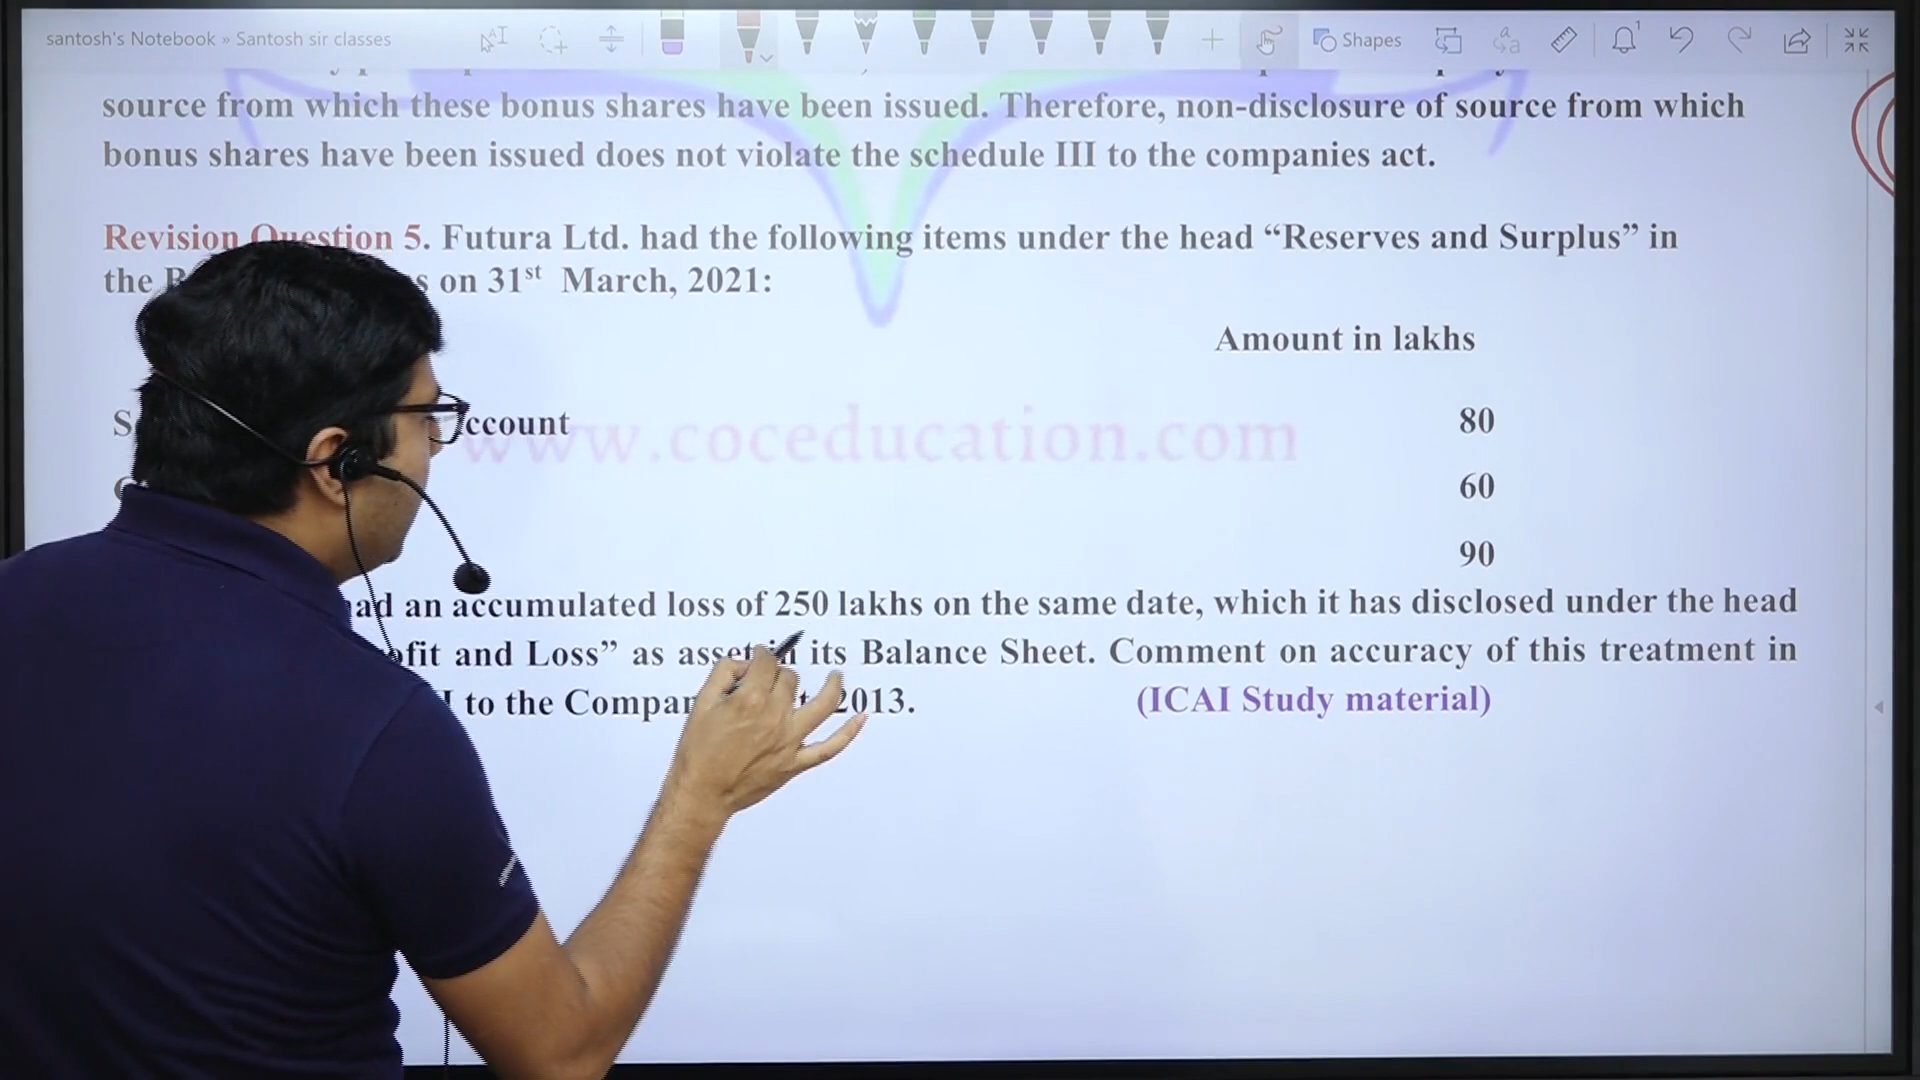 santosh's Notebook » Santosh sir classes
Shapes
source from which these bonus shares have been issued. Therefore, non-disclosure of source from which
bonus shares have been issued does not violate the schedule III to the companies act.
Revision Question 5. Futura Ltd. had the following items under the head “Reserves and Surplus” in
the on 31st March, 2021:
Amount in lakhs
ccount 80
www.coceducation.com
60
90
had an accumulated loss of 250 lakhs on the same date, which it has disclosed under the head
fit and Loss” as asset in its Balance Sheet. Comment on accuracy of this treatment in
to the 2013. (ICAI Study material)